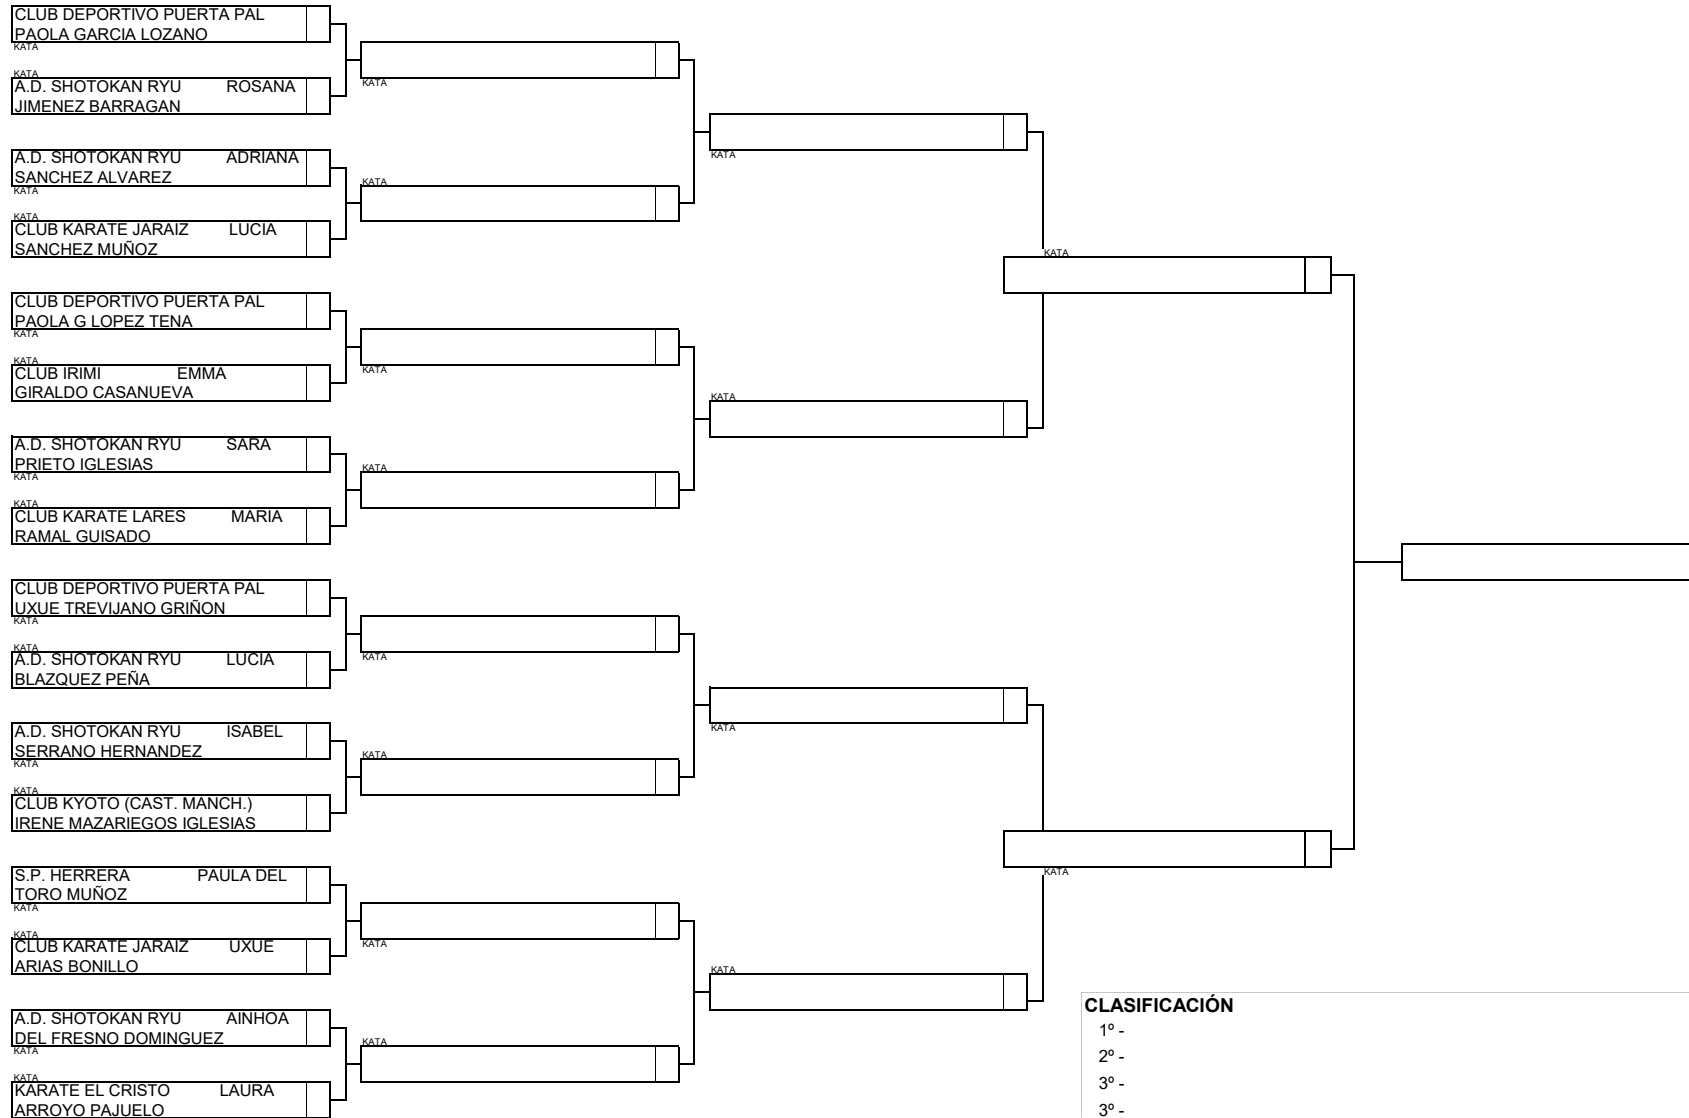 CLUB DEPORTIVO PUERTA PAL
PAOLA GARCIA LOZANO
KATA
KATA
A.D. SHOTOKAN RYU ROSANA
JIMENEZ BARRAGAN
A.D. SHOTOKAN RYU ADRIANA
SANCHEZ ALVAREZ
KATA
KATA
CLUB KARATE JARAIZ LUCIA
SANCHEZ MUÑOZ
CLUB DEPORTIVO PUERTA PAL
PAOLA G LOPEZ TENA
KATA
KATA
CLUB IRIMI EMMA
GIRALDO CASANUEVA
A.D. SHOTOKAN RYU SARA
PRIETO IGLESIAS
KATA
KATA
CLUB KARATE LARES MARIA
RAMAL GUISADO
CLUB DEPORTIVO PUERTA PAL
UXUE TREVIJANO GRIÑON
KATA
KATA
A.D. SHOTOKAN RYU LUCIA
BLAZQUEZ PEÑA
A.D. SHOTOKAN RYU ISABEL
SERRANO HERNANDEZ
KATA
KATA
CLUB KYOTO (CAST. MANCH.)
IRENE MAZARIEGOS IGLESIAS
S.P. HERRERA PAULA DEL
TORO MUÑOZ
KATA
KATA
CLUB KARATE JARAIZ UXUE
ARIAS BONILLO
A.D. SHOTOKAN RYU AINHOA
DEL FRESNO DOMINGUEZ
KATA
KATA
KARATE EL CRISTO LAURA
ARROYO PAJUELO
KATA
KATA
KATA
KATA
KATA
KATA
KATA
KATA
KATA
KATA
KATA
KATA
KATA
KATA
CLASIFICACIÓN
1º -
2º -
3º -
3º -